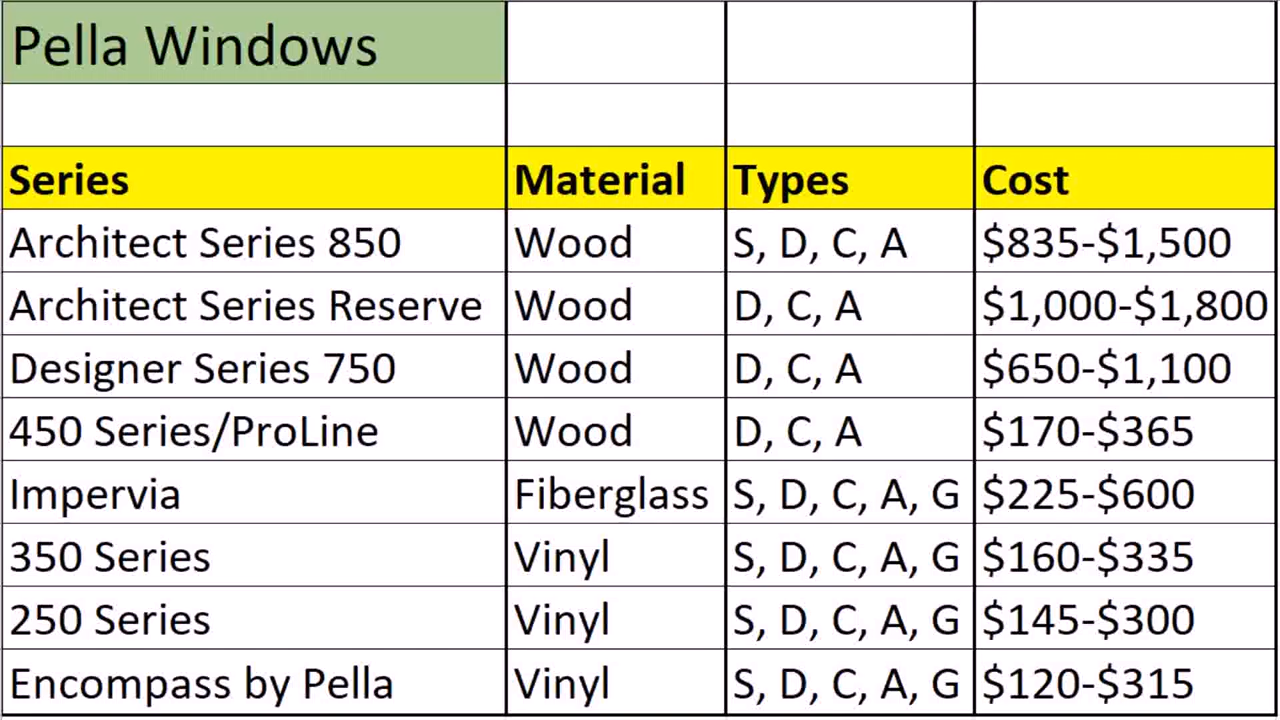 Pella Windows
Series Material Types Cost
Architect Series 850 Wood S, D, C, A $835-$1,500
Architect Series Reserve Wood D, C, A $1,000-$1,800
Designer Series 750 Wood D, C, A $650-$1,100
450 Series/ProLine Wood D, C, A $170-$365
Impervia Fiberglass S, D, C, A, G $225-$600
350 Series Vinyl S, D, C, A, G $160-$335
250 Series Vinyl S, D, C, A, G $145-$300
Encompass by Pella Vinyl S, D, C, A, G $120-$315